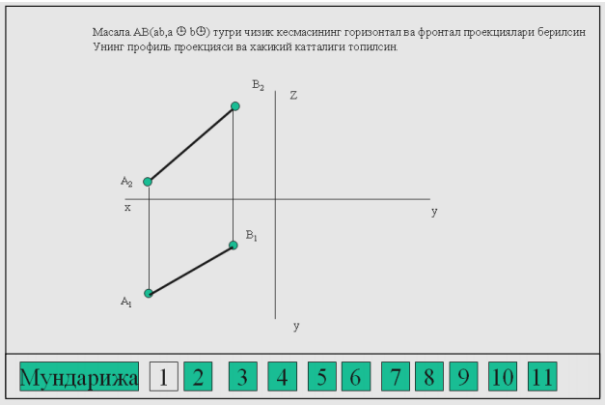 Масала.АВ(ab,a ⊕ b⊕) тугри чизик кесмасининг горизонтал ва фронтал проекциялари берилсин
Унинг профиль проекцияси ва хакикий катталиги топилсин.
B₂
Z
A₂
x
y
B₁
A₁
y
Мундарижа 1 2 3 4 5 6 7 8 9 10 11